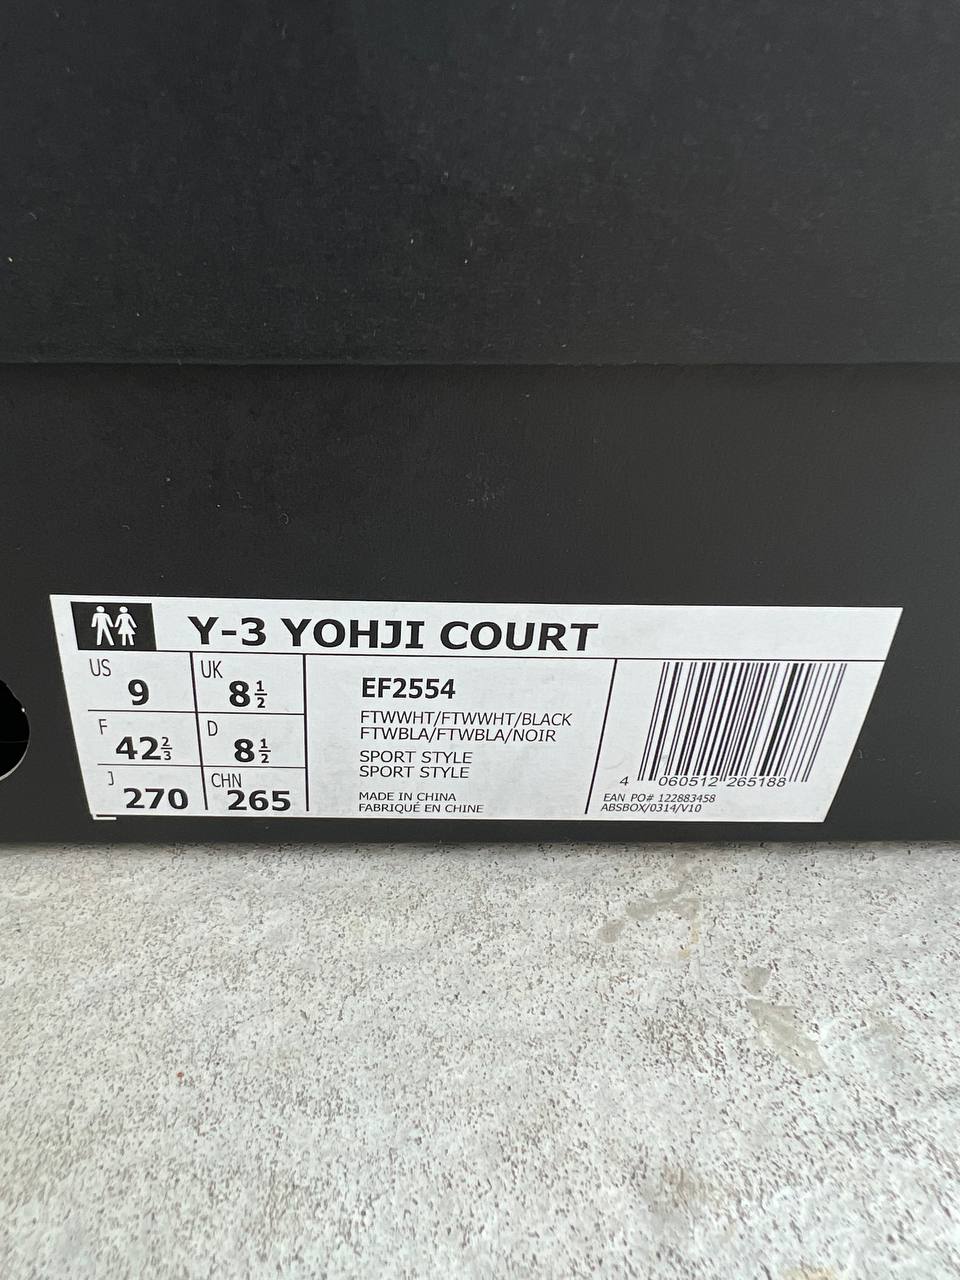 Y-3 YOHJI COURT
US 9 UK 8½
F 42⅔ D 8½
J 270 CHN 265
EF2554
FTWWHT/FTWWHT/BLACK
FTWBLA/FTWBLA/NOIR
SPORT STYLE
SPORT STYLE
MADE IN CHINA
FABRIQUÉ EN CHINE
4 060512 265188
EAN PO# 122883458
ABSBOX/0314/V10